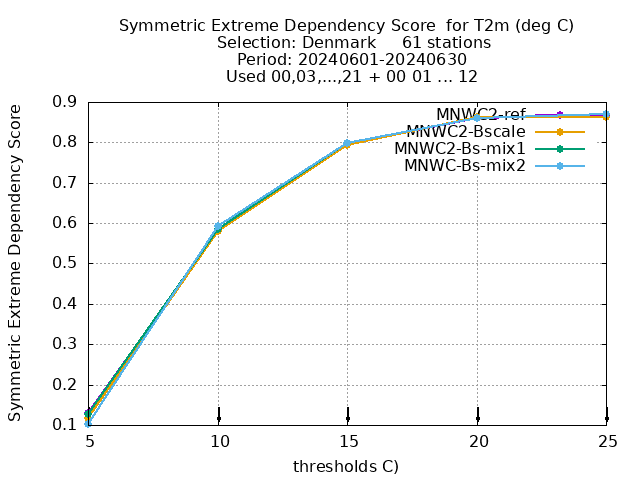 Symmetric Extreme Dependency Score  for T2m (deg C)
Selection: Denmark     61 stations
Period: 20240601-20240630
Used 00,03,...,21 + 00 01 ... 12
Symmetric Extreme Dependency Score
0.9
0.8
0.7
0.6
0.5
0.4
0.3
0.2
0.1
MNWC2-ref
MNWC2-Bscale
MNWC2-Bs-mix1
MNWC-Bs-mix2
5 10 15 20 25
thresholds C)